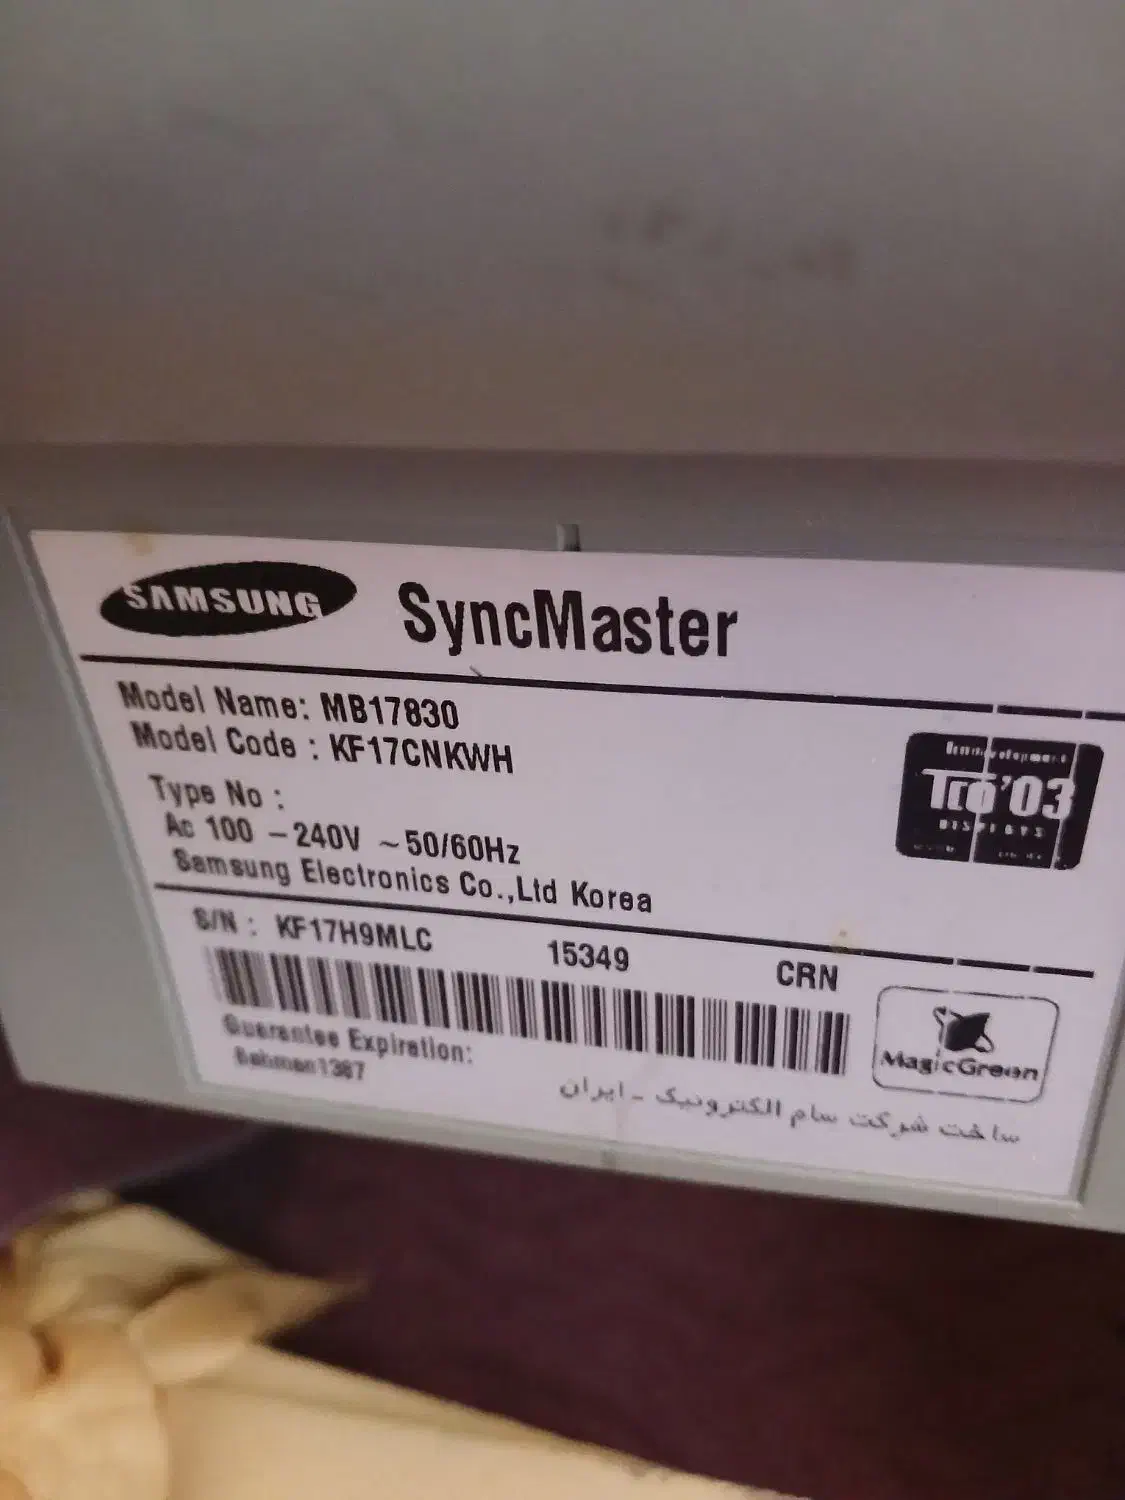 SAMSUNG SyncMaster
Model Name: MB17830
Model Code : KF17CNKWH
Type No :
Ac 100 – 240V ~ 50/60Hz
Samsung Electronics Co.,Ltd Korea
TCO'03
DISPLAYS
S/N : KF17H9MLC 15349 CRN
MagicGreen
Guarantee Expiration:
Bahman1387
ساخت شرکت سام الکترونیک - ایران